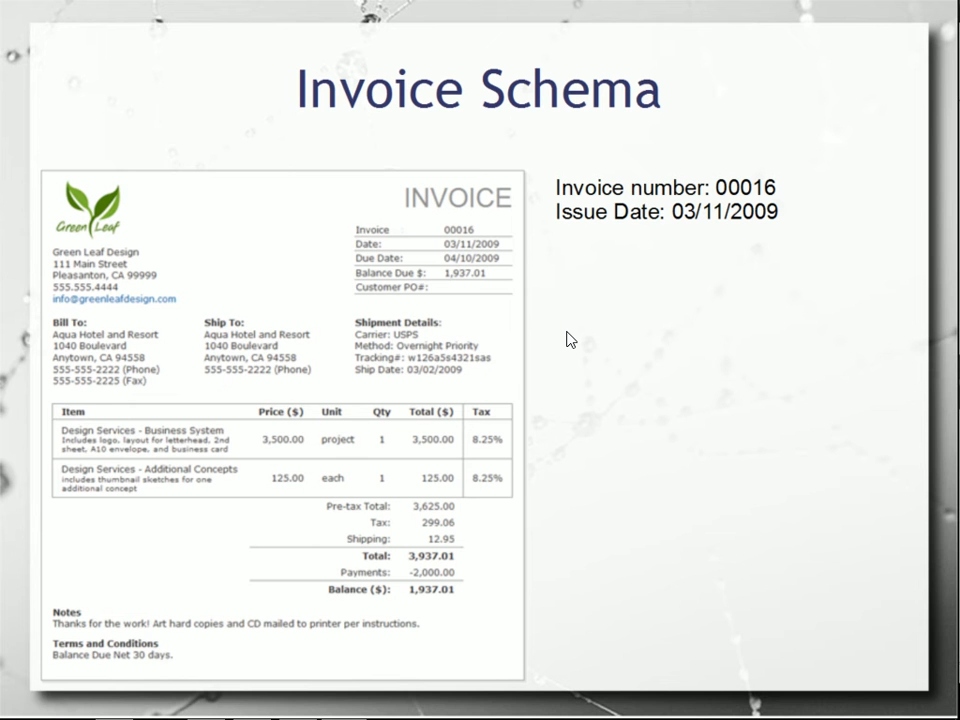 Invoice Schema
Green Leaf
INVOICE
Invoice 00016
Date: 03/11/2009
Due Date: 04/10/2009
Balance Due $: 1,937.01
Customer PO#:
Green Leaf Design
111 Main Street
Pleasanton, CA 99999
555.555.4444
info@greenleafdesign.com
Bill To:
Aqua Hotel and Resort
1040 Boulevard
Anytown, CA 94558
555-555-2222 (Phone)
555-555-2225 (Fax)
Ship To:
Aqua Hotel and Resort
1040 Boulevard
Anytown, CA 94558
555-555-2222 (Phone)
Shipment Details:
Carrier: USPS
Method: Overnight Priority
Tracking#: w126a5s4321sas
Ship Date: 03/02/2009
Item Price ($) Unit Qty Total ($) Tax
Design Services - Business System
Includes logo, layout for letterhead, 2nd
sheet, A10 envelope, and business card
3,500.00 project 1 3,500.00 8.25%
Design Services - Additional Concepts
includes thumbnail sketches for one
additional concept
125.00 each 1 125.00 8.25%
Pre-tax Total: 3,625.00
Tax: 299.06
Shipping: 12.95
Total: 3,937.01
Payments: -2,000.00
Balance ($): 1,937.01
Notes
Thanks for the work! Art hard copies and CD mailed to printer per instructions.
Terms and Conditions
Balance Due Net 30 days.
Invoice number: 00016
Issue Date: 03/11/2009